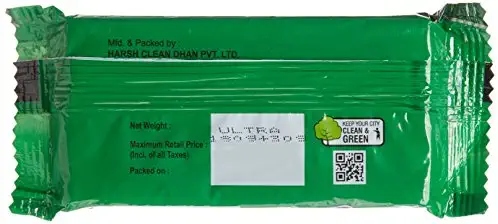 Mfd. & Packed by
HARSH CLEAN DHAN PVT. LTD.
Net Weight :
ULTRA
Maximum Retail Price :
(Incl. of all Taxes)
Packed on :
KEEP YOUR CITY
CLEAN &
GREEN